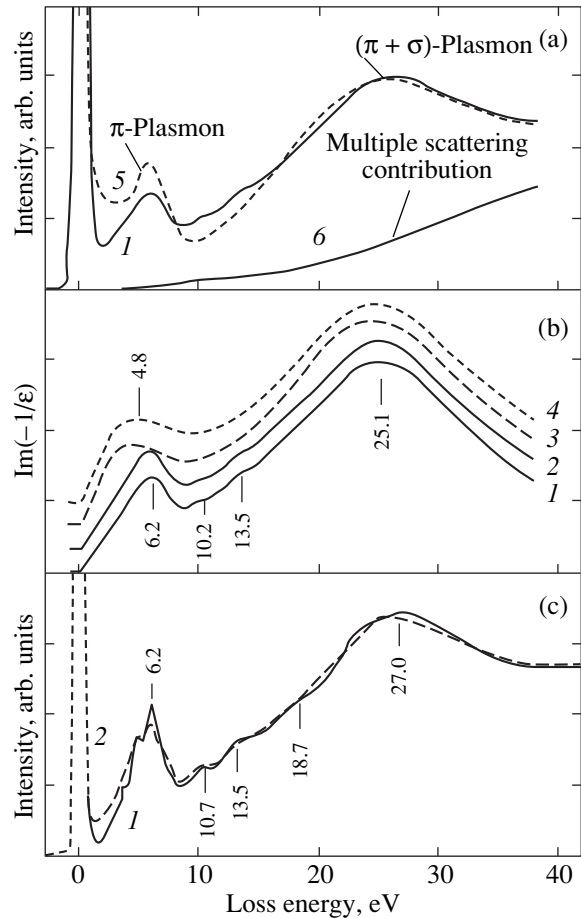 (a)
(π + σ)-Plasmon
π-Plasmon
Multiple scattering
contribution
5
1
6
Intensity, arb. units
(b)
4.8
25.1
6.2
10.2
13.5
4
3
2
1
Im(–1/ε)
(c)
6.2
27.0
18.7
10.7
13.5
2
1
Intensity, arb. units
0 10 20 30 40
Loss energy, eV